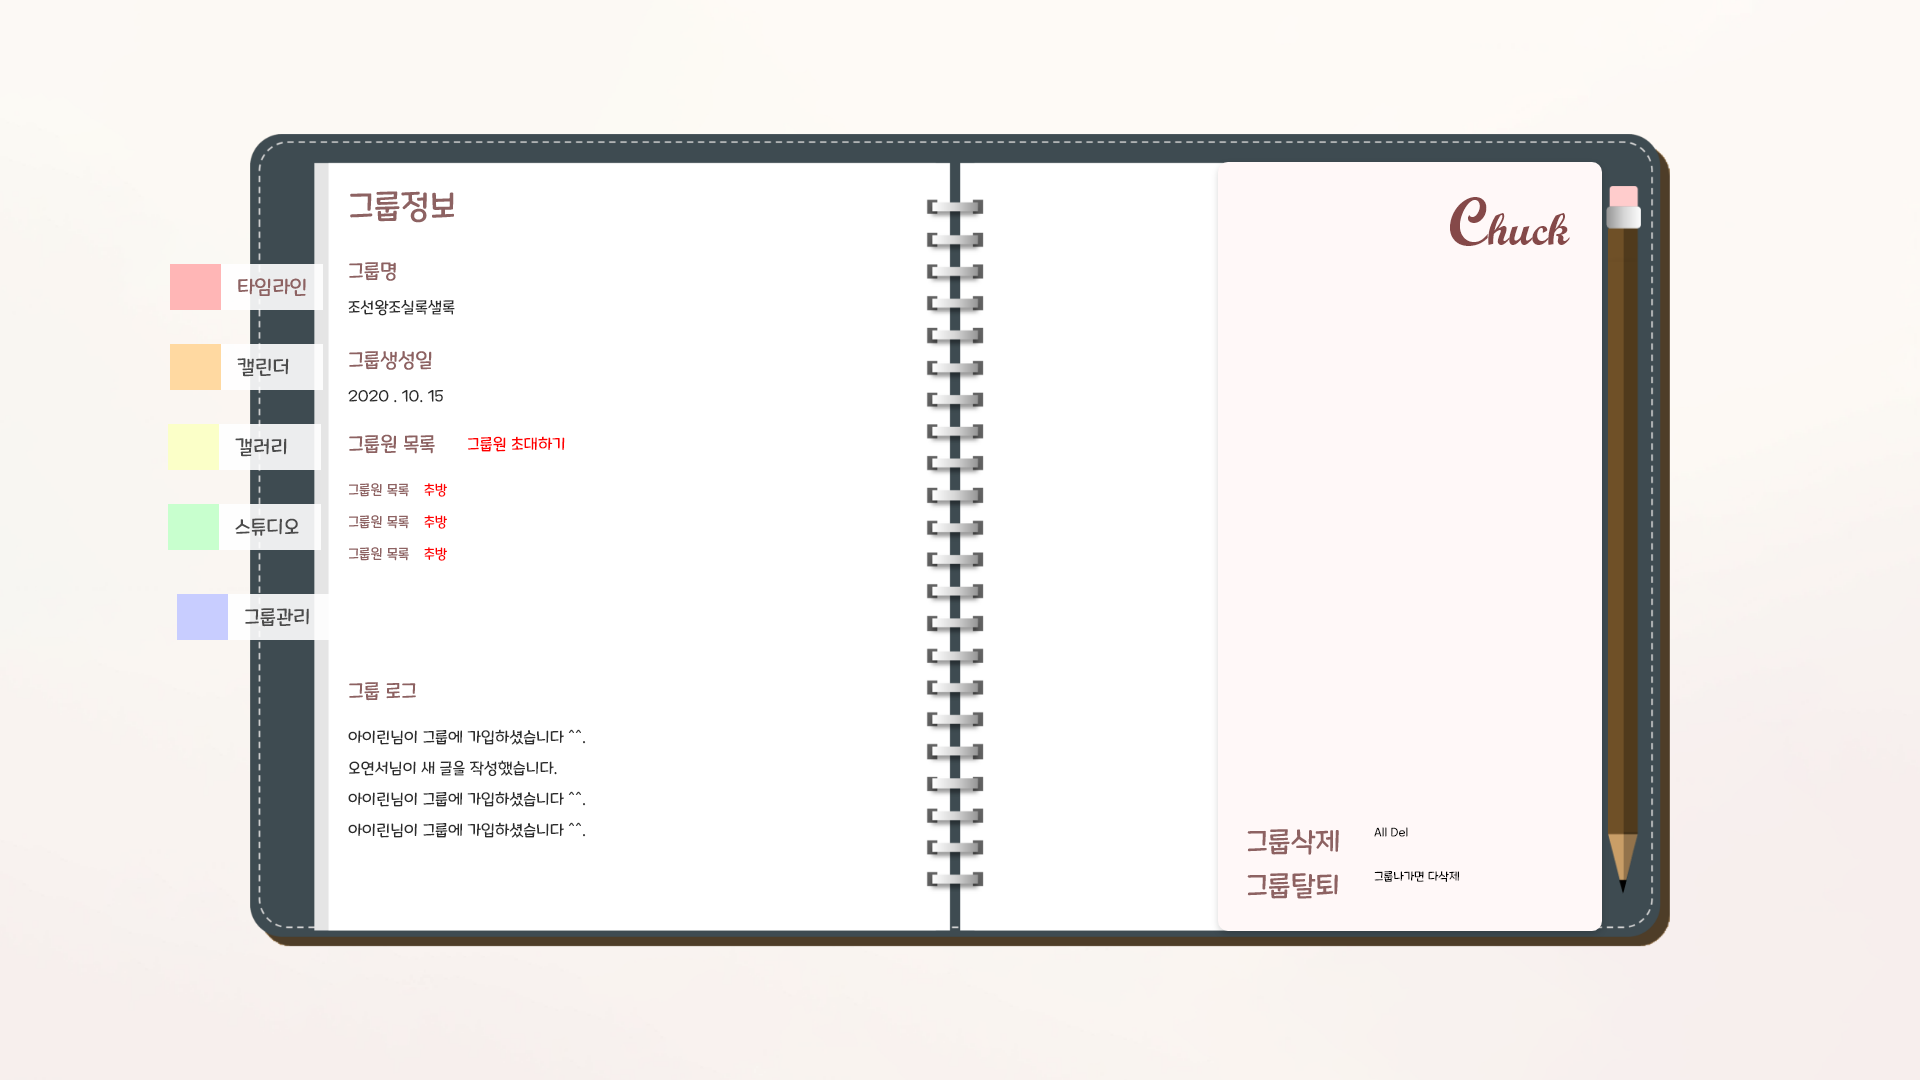 타임라인
캘린더
갤러리
스튜디오
그룹관리
그룹정보
그룹명
조선왕조실록샐록
그룹생성일
2020 . 10. 15
그룹원 목록 그룹원 초대하기
그룹원 목록 추방
그룹원 목록 추방
그룹원 목록 추방
그룹 로그
아이린님이 그룹에 가입하셨습니다 ^^.
오연서님이 새 글을 작성했습니다.
아이린님이 그룹에 가입하셨습니다 ^^.
아이린님이 그룹에 가입하셨습니다 ^^.
Chuck
그룹삭제 All Del
그룹탈퇴 그룹나가면 다삭제